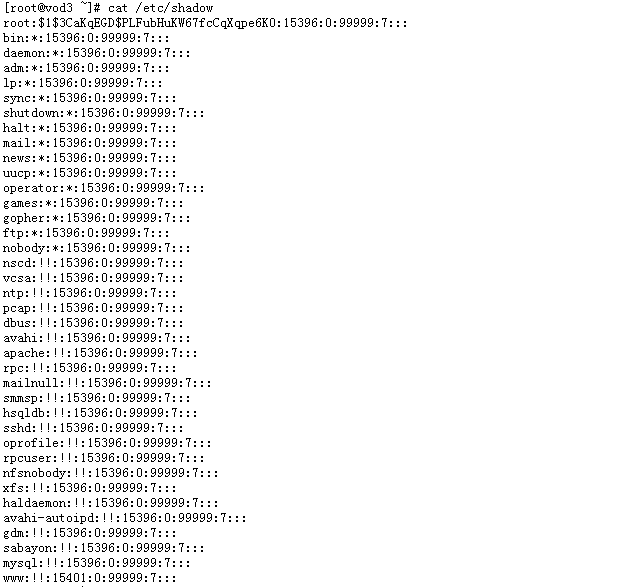 [root@vod3 ~]# cat /etc/shadow
root:$1$3CaKqEGD$PLFubHuKW67fcCqXqpe6K0:15396:0:99999:7:::
bin:*:15396:0:99999:7:::
daemon:*:15396:0:99999:7:::
adm:*:15396:0:99999:7:::
lp:*:15396:0:99999:7:::
sync:*:15396:0:99999:7:::
shutdown:*:15396:0:99999:7:::
halt:*:15396:0:99999:7:::
mail:*:15396:0:99999:7:::
news:*:15396:0:99999:7:::
uucp:*:15396:0:99999:7:::
operator:*:15396:0:99999:7:::
games:*:15396:0:99999:7:::
gopher:*:15396:0:99999:7:::
ftp:*:15396:0:99999:7:::
nobody:*:15396:0:99999:7:::
nscd:!!:15396:0:99999:7:::
vcsa:!!:15396:0:99999:7:::
ntp:!!:15396:0:99999:7:::
pcap:!!:15396:0:99999:7:::
dbus:!!:15396:0:99999:7:::
avahi:!!:15396:0:99999:7:::
apache:!!:15396:0:99999:7:::
rpc:!!:15396:0:99999:7:::
mailnull:!!:15396:0:99999:7:::
smmsp:!!:15396:0:99999:7:::
hsqldb:!!:15396:0:99999:7:::
sshd:!!:15396:0:99999:7:::
oprofile:!!:15396:0:99999:7:::
rpcuser:!!:15396:0:99999:7:::
nfsnobody:!!:15396:0:99999:7:::
xfs:!!:15396:0:99999:7:::
haldaemon:!!:15396:0:99999:7:::
avahi-autoipd:!!:15396:0:99999:7:::
gdm:!!:15396:0:99999:7:::
sabayon:!!:15396:0:99999:7:::
mysql:!!:15396:0:99999:7:::
www:!!:15401:0:99999:7:::